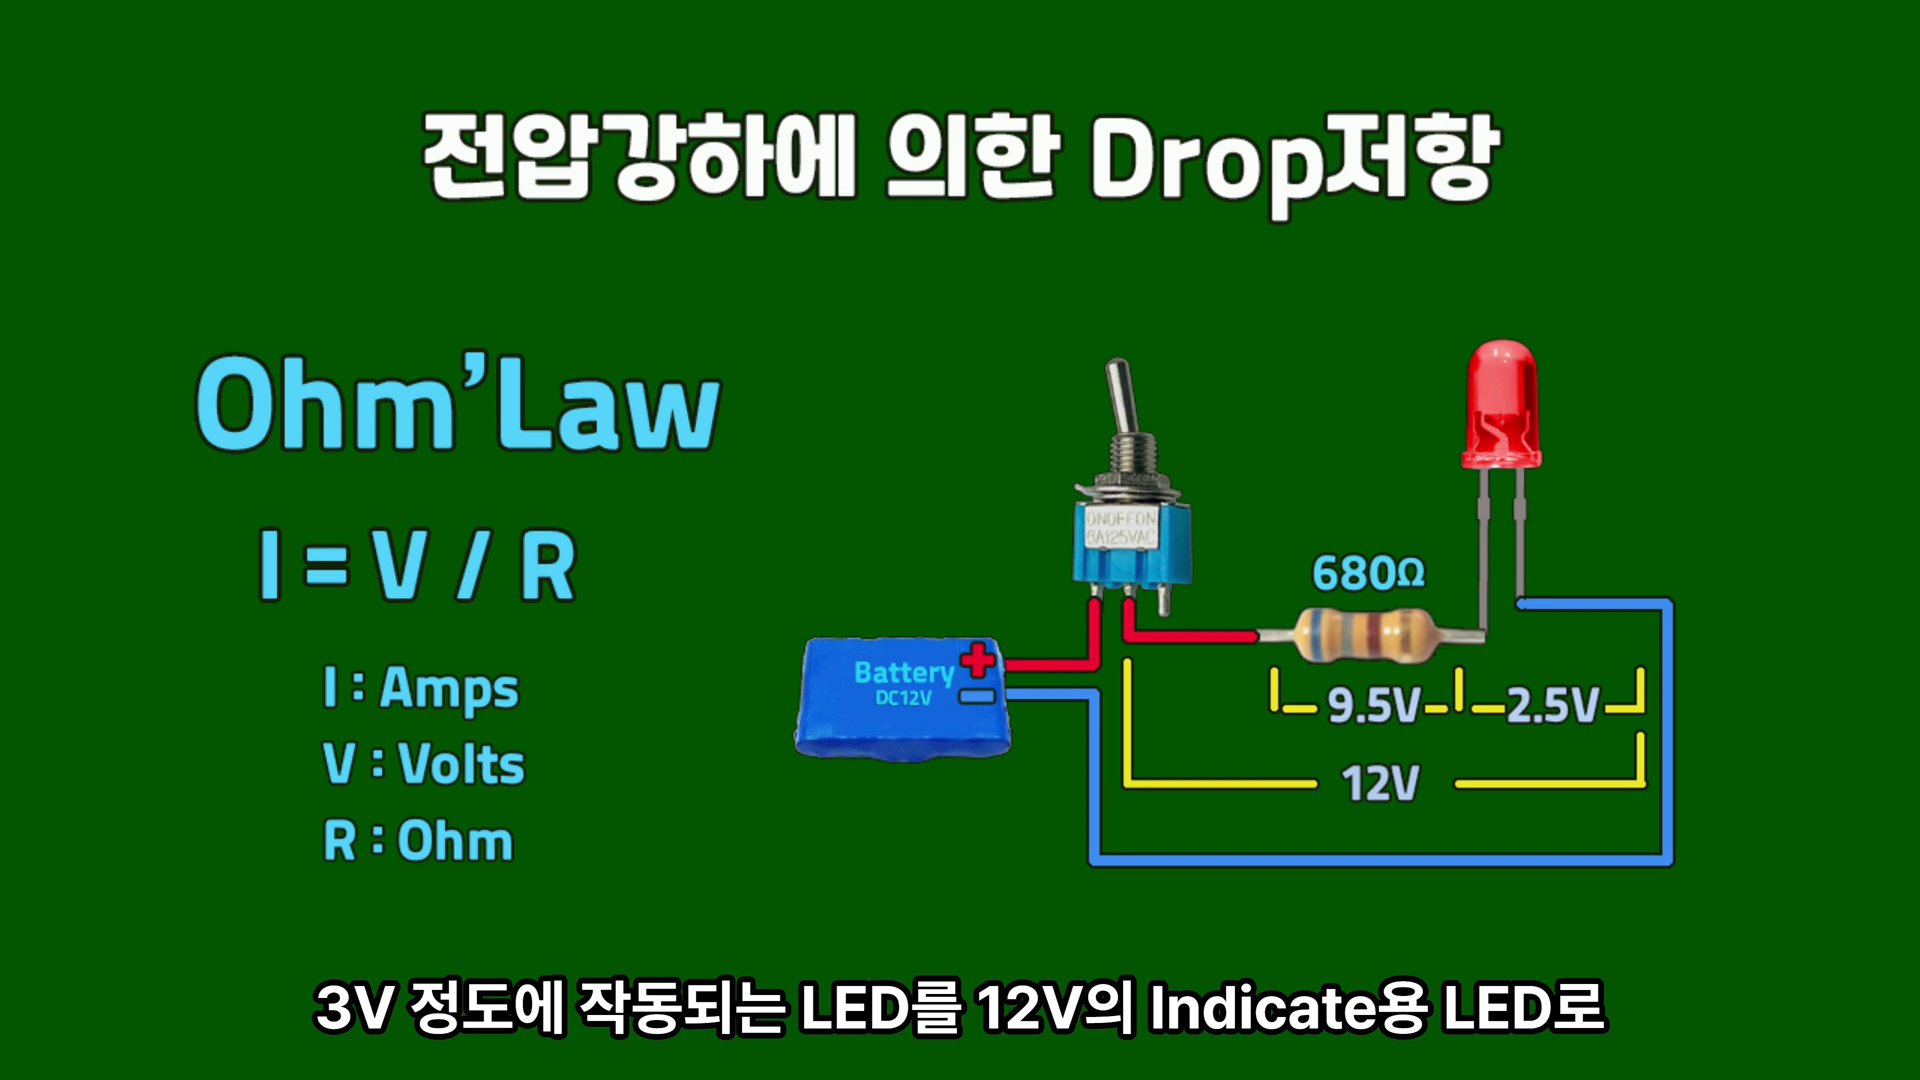 전압강하에 의한 Drop저항
Ohm’Law
I = V / R
I : Amps
V : Volts
R : Ohm
ONOFFON
6A125VAC
680Ω
Battery +
DC12V −
9.5V
2.5V
12V
3V 정도에 작동되는 LED를 12V의 Indicate용 LED로